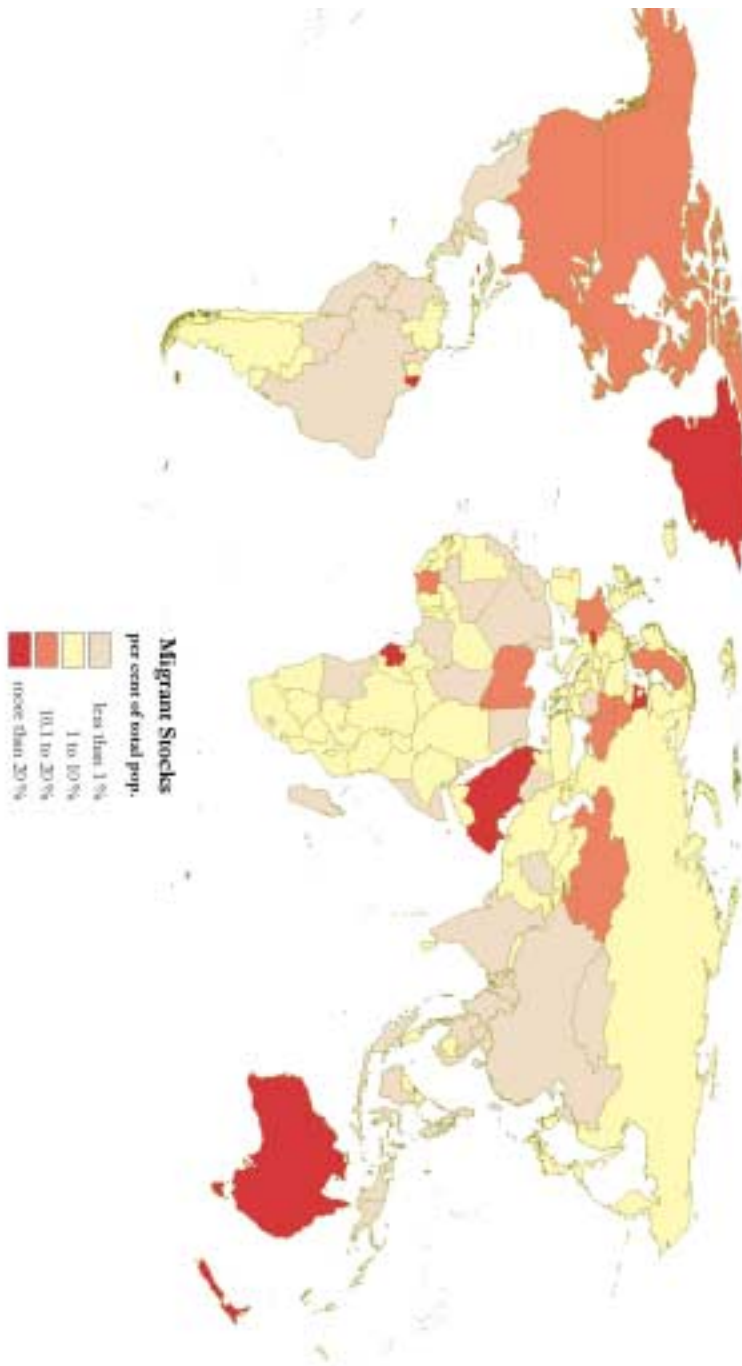 Migrant Stocks
per cent of total pop.
less than 1 %
1 to 10 %
10.1 to 20 %
more than 20 %